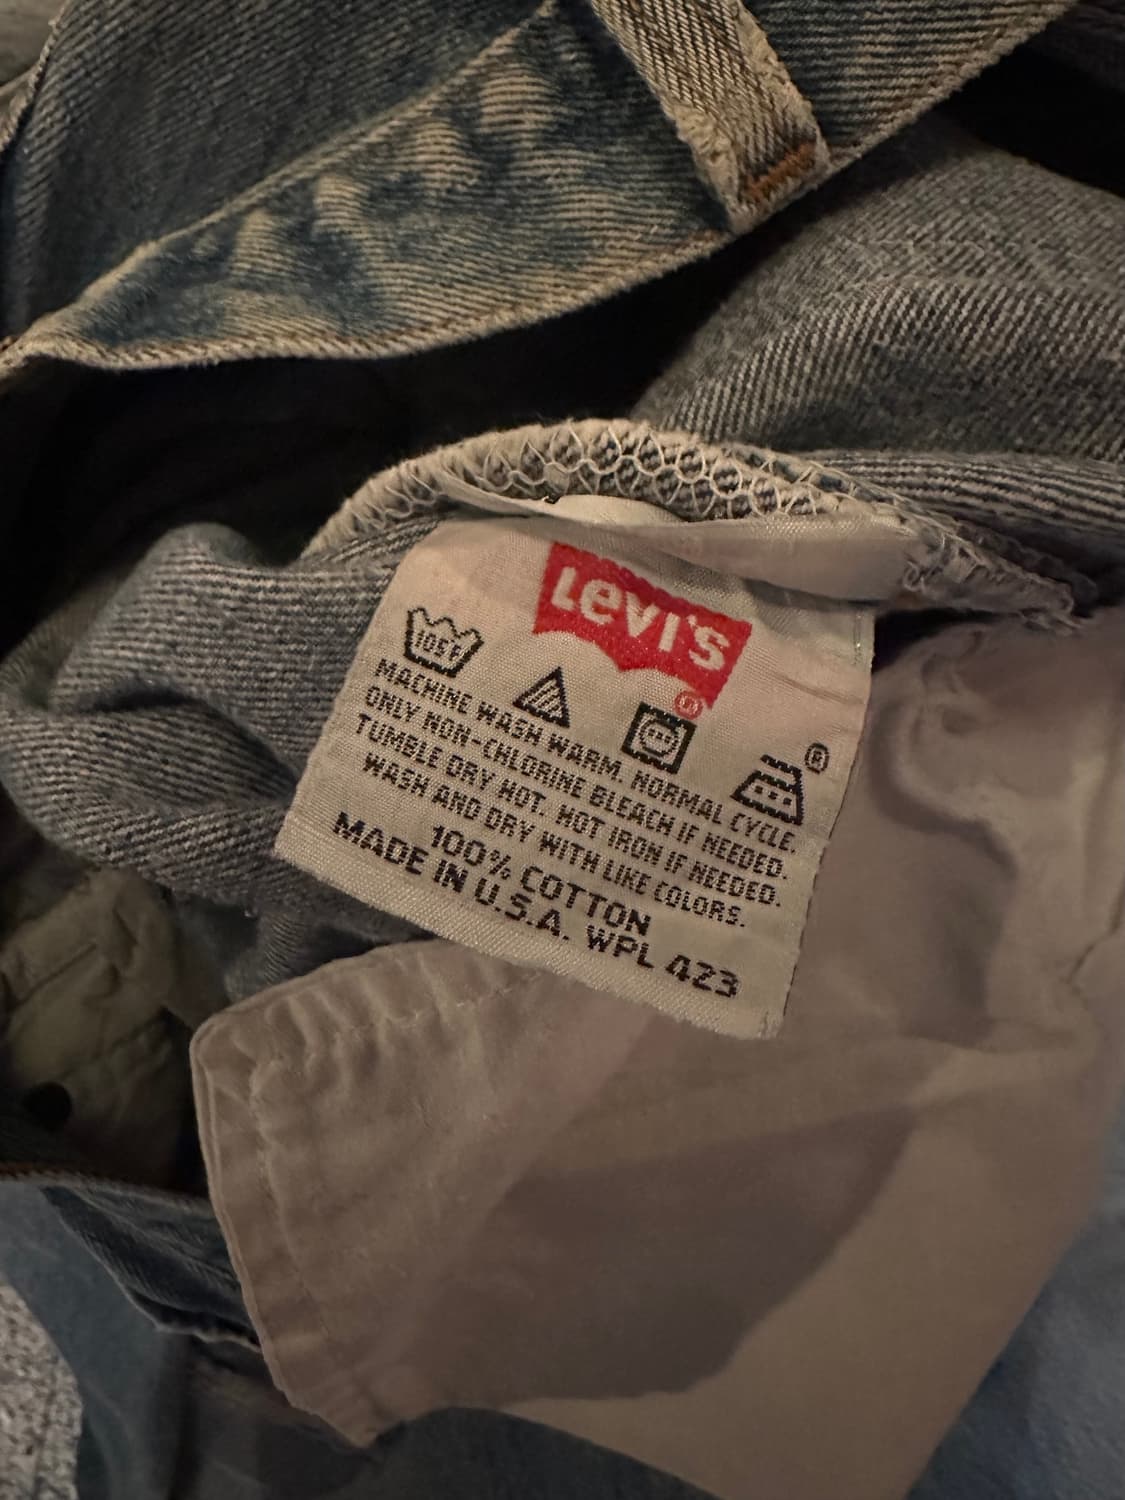 Levi's
®
105F
®
MACHINE WASH WARM. NORMAL CYCLE.
ONLY NON-CHLORINE BLEACH IF NEEDED.
TUMBLE DRY HOT. HOT IRON IF NEEDED.
WASH AND DRY WITH LIKE COLORS.
100% COTTON
MADE IN U.S.A. WPL 423